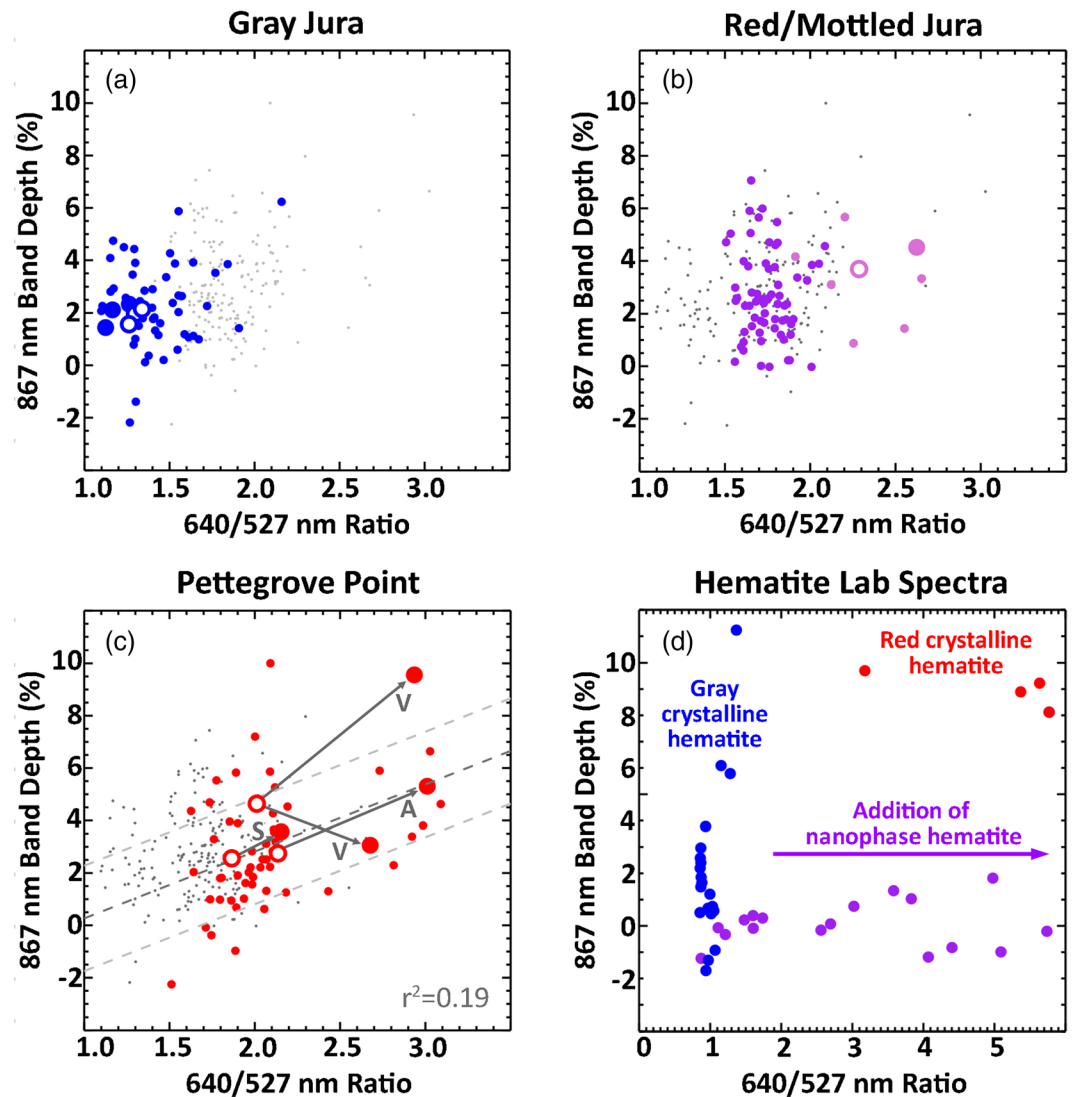 Gray Jura
(a)
867 nm Band Depth (%)
10
8
6
4
2
0
-2
1.0 1.5 2.0 2.5 3.0
640/527 nm Ratio
Red/Mottled Jura
(b)
867 nm Band Depth (%)
10
8
6
4
2
0
-2
1.0 1.5 2.0 2.5 3.0
640/527 nm Ratio
Pettegrove Point
(c)
867 nm Band Depth (%)
10
8
6
4
2
0
-2
V
A
S
V
r²=0.19
1.0 1.5 2.0 2.5 3.0
640/527 nm Ratio
Hematite Lab Spectra
(d)
867 nm Band Depth (%)
10
8
6
4
2
0
-2
Red crystalline
hematite
Gray
crystalline
hematite
Addition of
nanophase hematite
0 1 2 3 4 5
640/527 nm Ratio